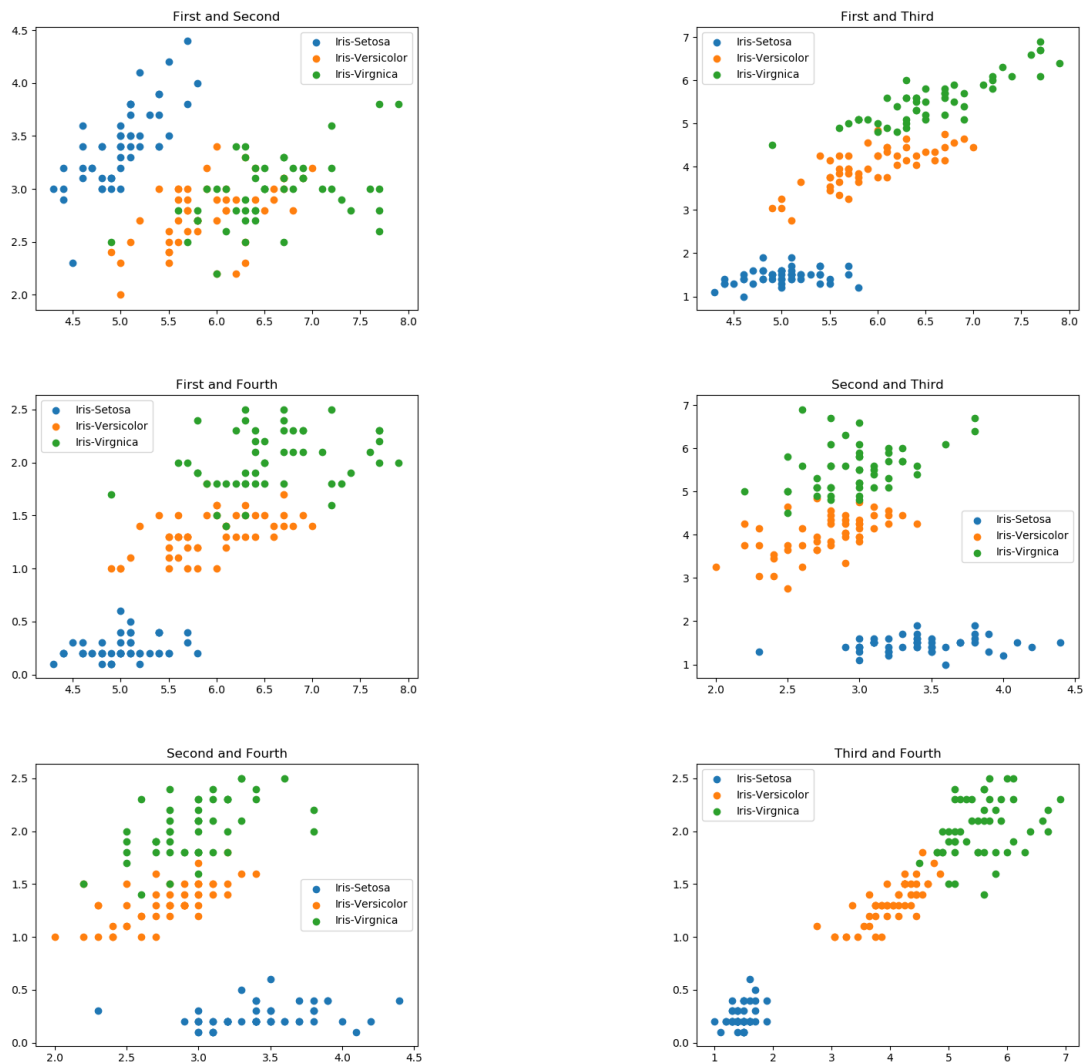 First and Second
4.5
4.0
3.5
3.0
2.5
2.0
4.5 5.0 5.5 6.0 6.5 7.0 7.5 8.0
Iris-Setosa
Iris-Versicolor
Iris-Virgnica
First and Third
7
6
5
4
3
2
1
4.5 5.0 5.5 6.0 6.5 7.0 7.5 8.0
Iris-Setosa
Iris-Versicolor
Iris-Virgnica
First and Fourth
2.5
2.0
1.5
1.0
0.5
0.0
4.5 5.0 5.5 6.0 6.5 7.0 7.5 8.0
Iris-Setosa
Iris-Versicolor
Iris-Virgnica
Second and Third
7
6
5
4
3
2
1
2.0 2.5 3.0 3.5 4.0 4.5
Iris-Setosa
Iris-Versicolor
Iris-Virgnica
Second and Fourth
2.5
2.0
1.5
1.0
0.5
0.0
2.0 2.5 3.0 3.5 4.0 4.5
Iris-Setosa
Iris-Versicolor
Iris-Virgnica
Third and Fourth
2.5
2.0
1.5
1.0
0.5
0.0
1 2 3 4 5 6 7
Iris-Setosa
Iris-Versicolor
Iris-Virgnica